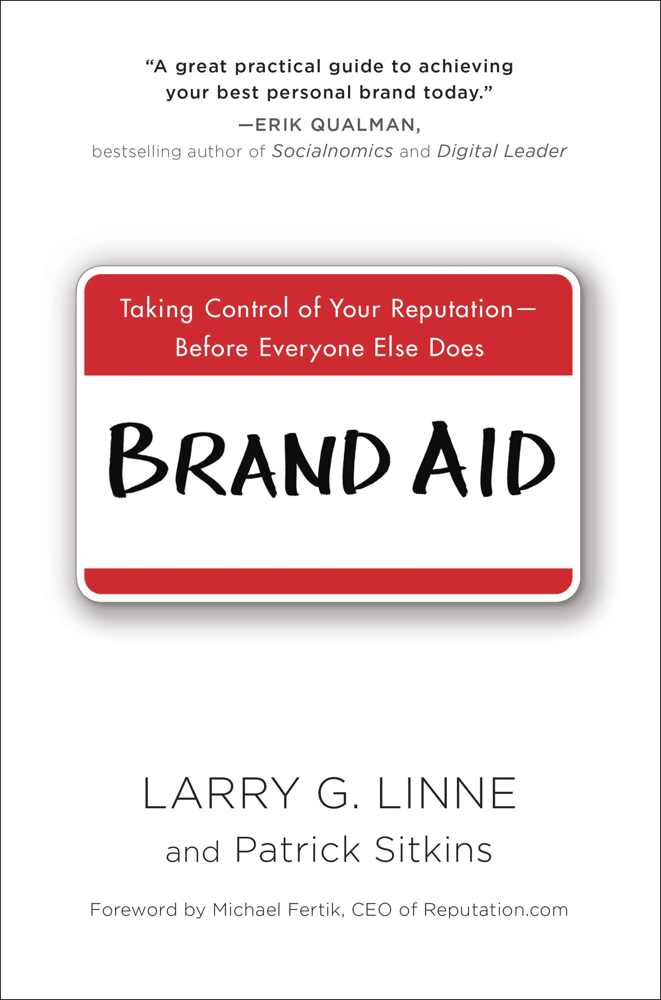 “A great practical guide to achieving
your best personal brand today.”
—ERIK QUALMAN,
bestselling author of Socialnomics and Digital Leader
Taking Control of Your Reputation—
Before Everyone Else Does
BRAND AID
LARRY G. LINNE
and Patrick Sitkins
Foreword by Michael Fertik, CEO of Reputation.com